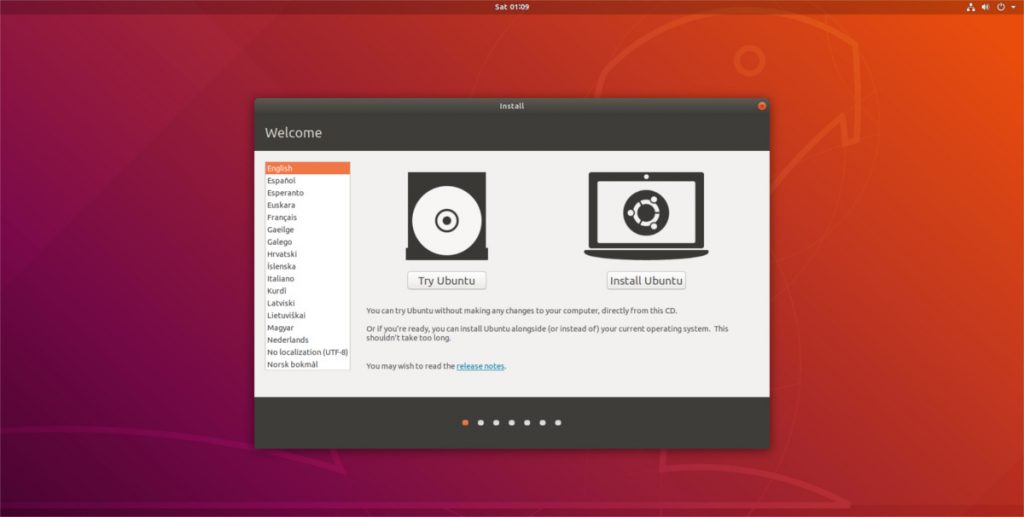 Sat 01:09
Install
Welcome
English
Español
Esperanto
Euskara
Français
Gaeilge
Galego
Hrvatski
Íslenska
Italiano
Kurdî
Latviski
Lietuviškai
Magyar
Nederlands
No localization (UTF-8)
Norsk bokmål
Try Ubuntu
Install Ubuntu
You can try Ubuntu without making any changes to your computer, directly from this CD.
Or if you're ready, you can install Ubuntu alongside (or instead of) your current operating system. This
shouldn't take too long.
You may wish to read the release notes.